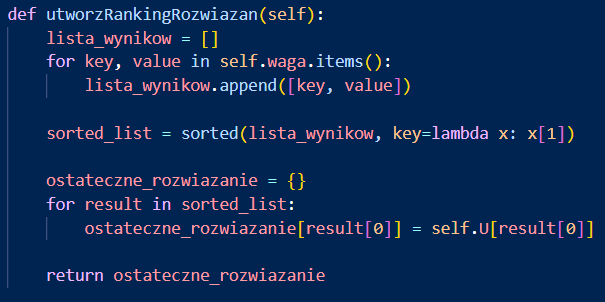 def utworzRankingRozwiazan(self):
    lista_wynikow = []
    for key, value in self.waga.items():
        lista_wynikow.append([key, value])

    sorted_list = sorted(lista_wynikow, key=lambda x: x[1])

    ostateczne_rozwiazanie = {}
    for result in sorted_list:
        ostateczne_rozwiazanie[result[0]] = self.U[result[0]]

    return ostateczne_rozwiazanie